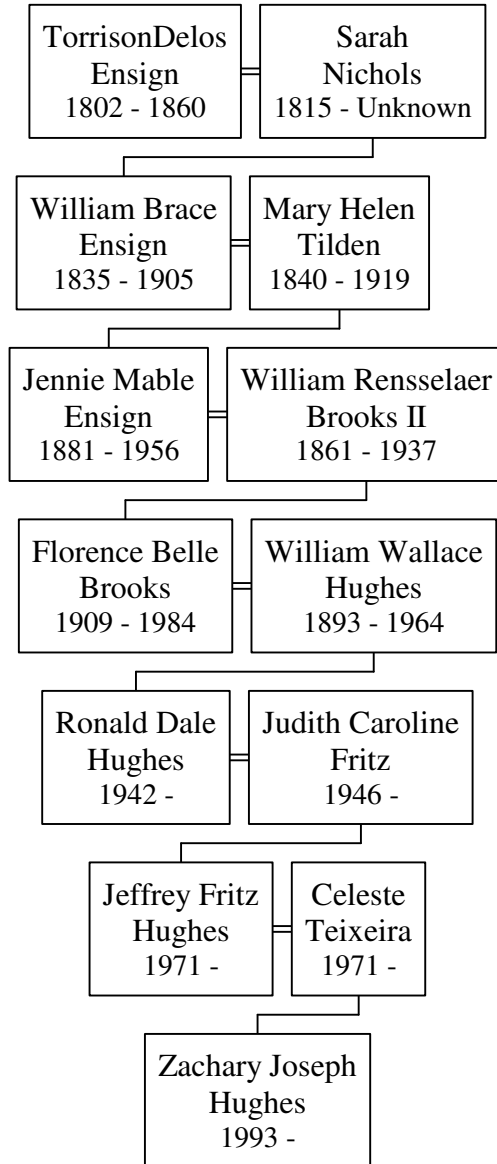 TorrisonDelos
Ensign
1802 - 1860
Sarah
Nichols
1815 - Unknown
William Brace
Ensign
1835 - 1905
Mary Helen
Tilden
1840 - 1919
Jennie Mable
Ensign
1881 - 1956
William Rensselaer
Brooks II
1861 - 1937
Florence Belle
Brooks
1909 - 1984
William Wallace
Hughes
1893 - 1964
Ronald Dale
Hughes
1942 -
Judith Caroline
Fritz
1946 -
Jeffrey Fritz
Hughes
1971 -
Celeste
Teixeira
1971 -
Zachary Joseph
Hughes
1993 -